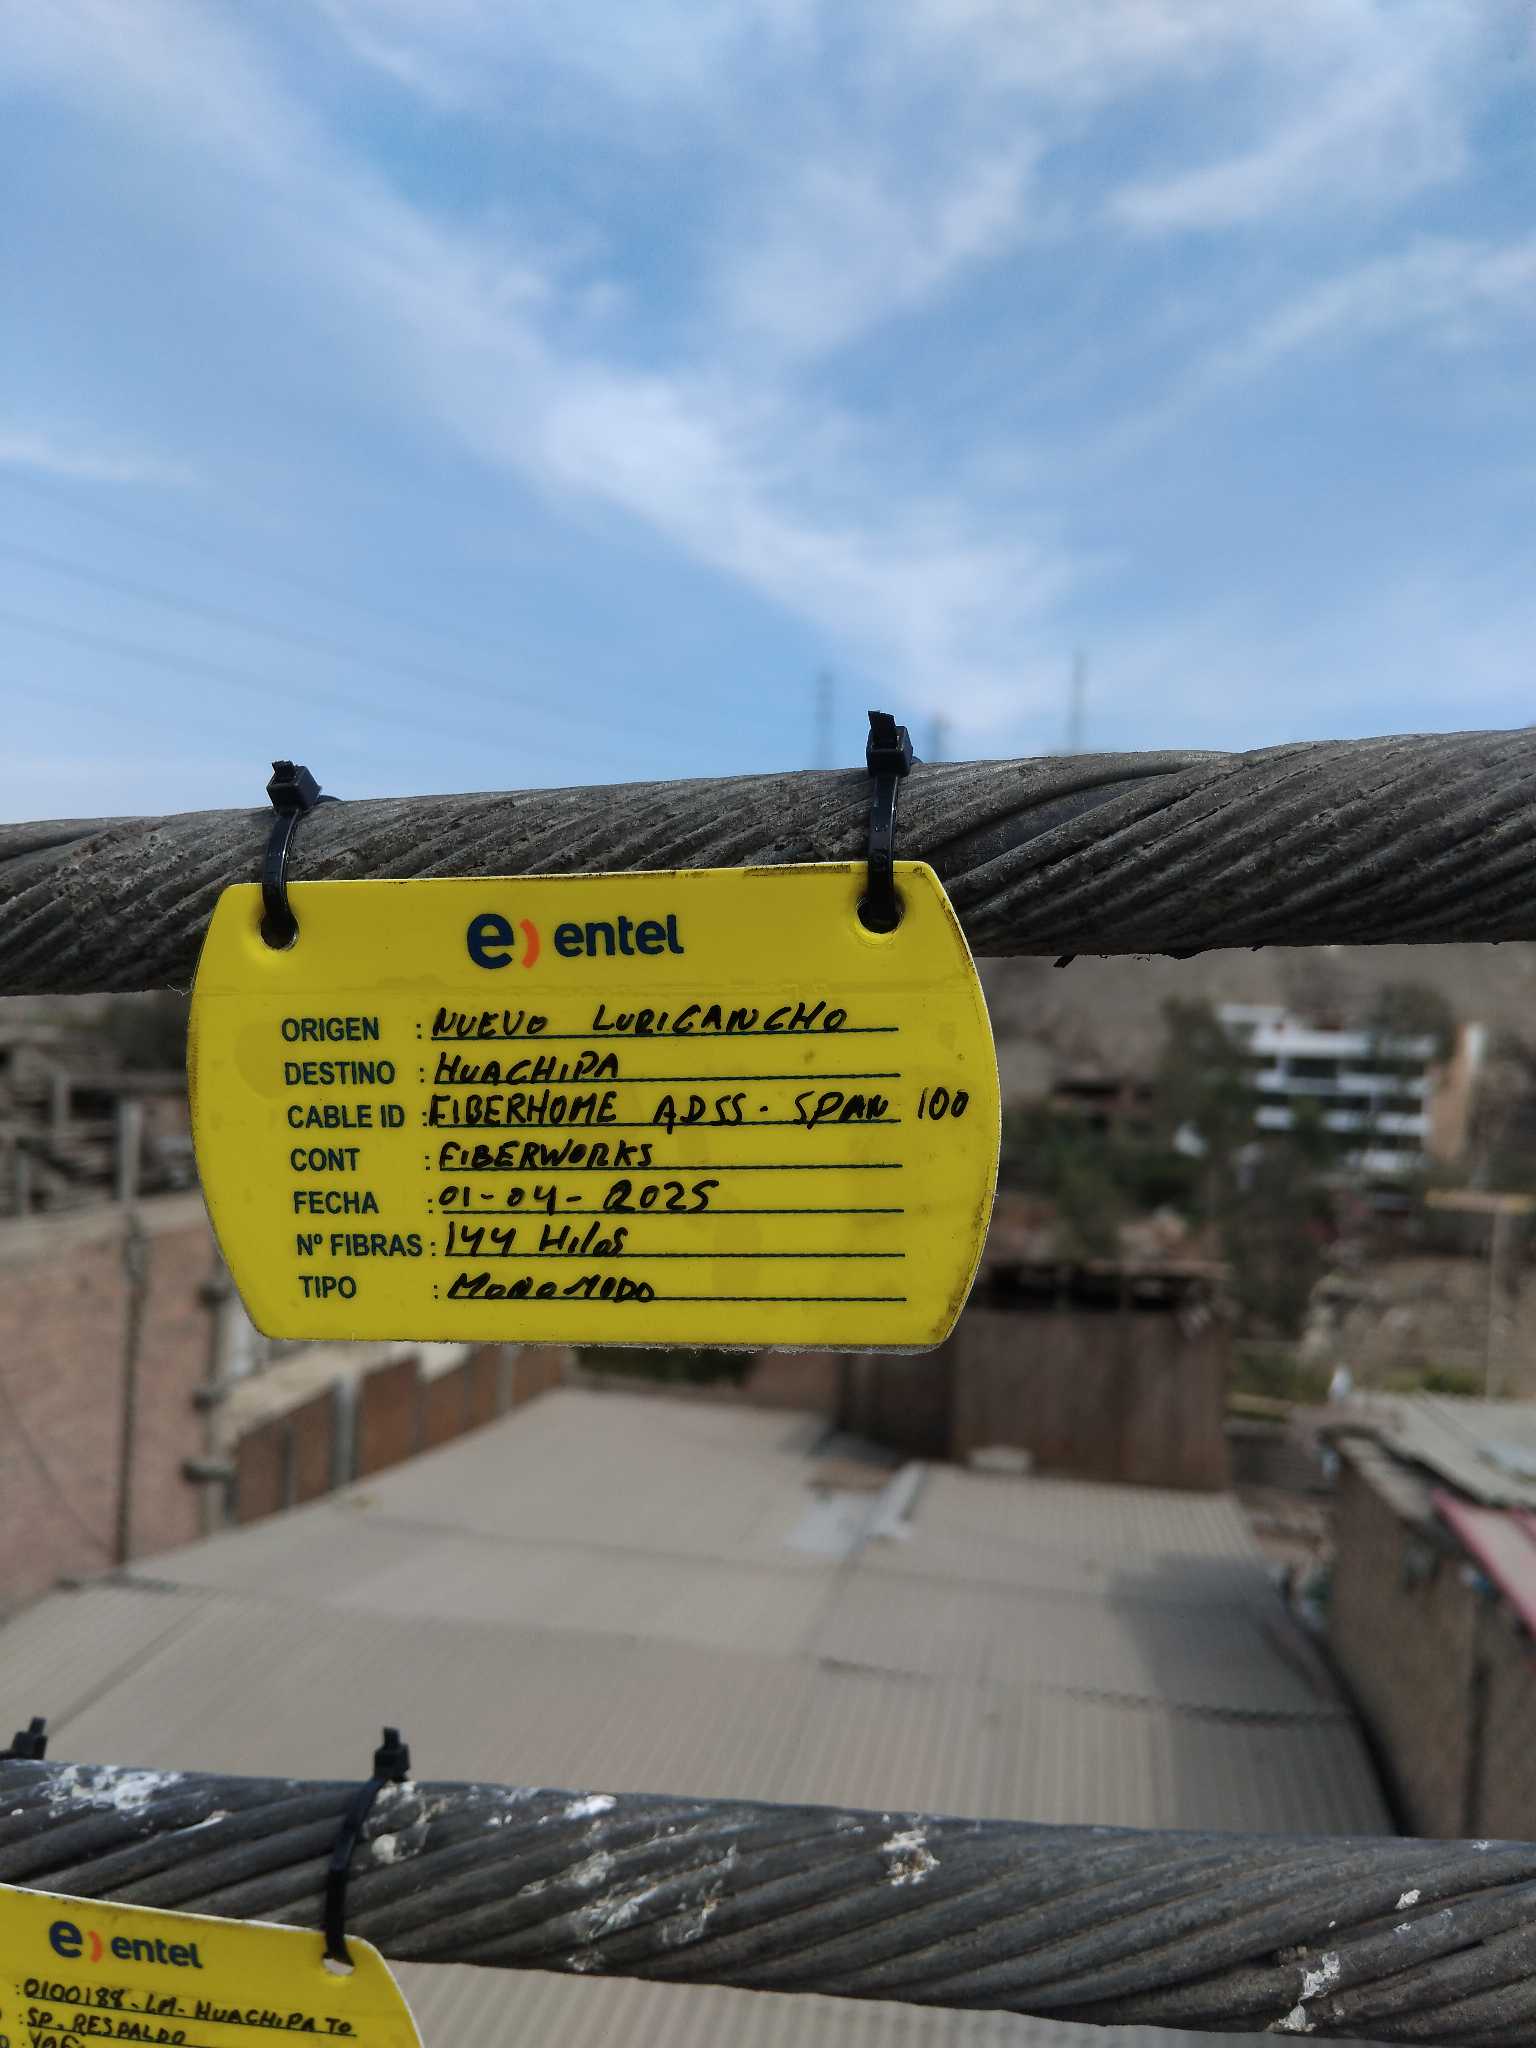 e) entel
ORIGEN : NUEVO LURIGANCHO
DESTINO : HUACHIPA
CABLE ID : FIBERHOME ADSS. SPAN 100
CONT : FIBERWORKS
FECHA : 01-04-2025
Nº FIBRAS : 144 Hilos
TIPO : MONOMODO
e) entel
: 0100188-LM-HUACHIPA TO
: SP. RESPALDO